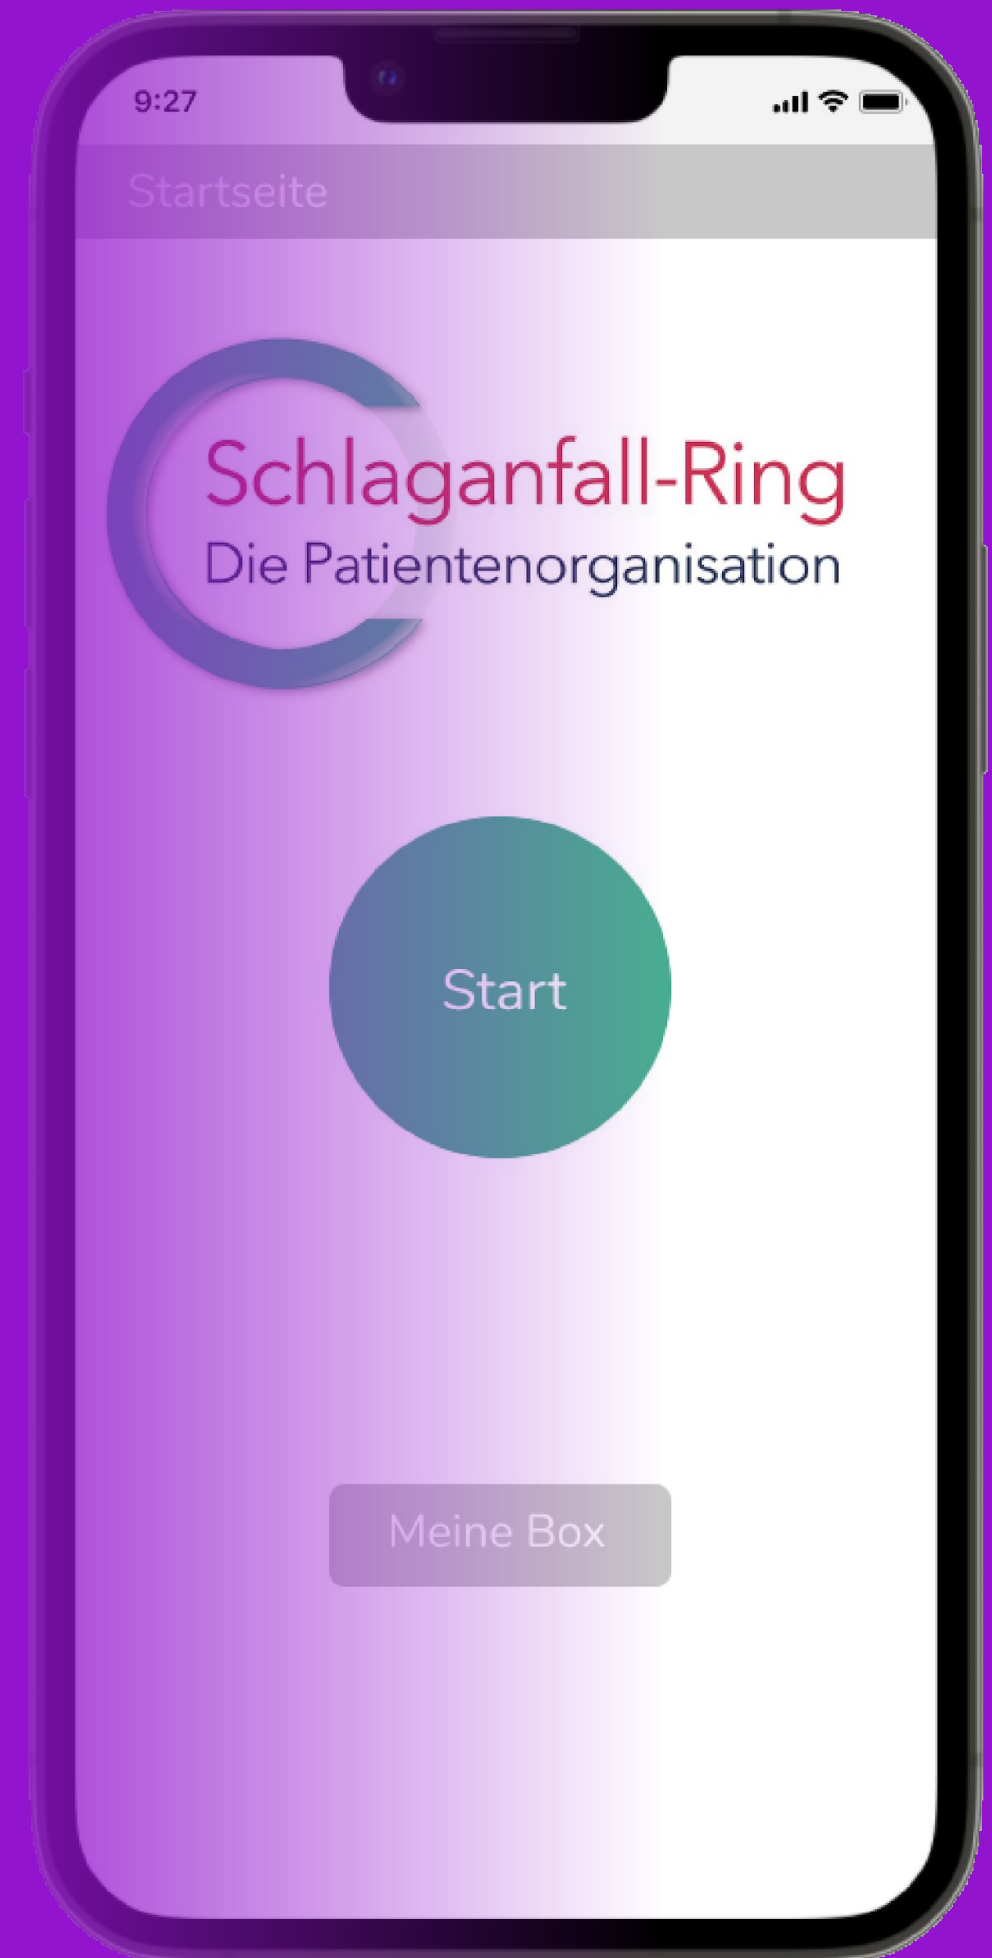 9:27
Startseite
Schlaganfall-Ring
Die Patientenorganisation
Start
Meine Box